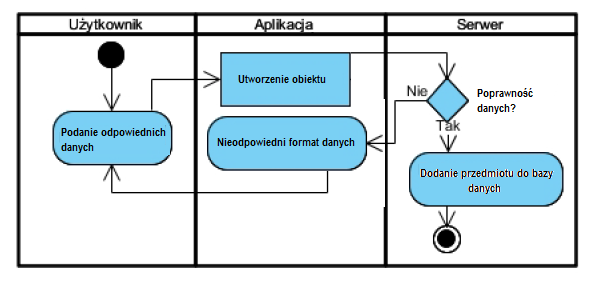 Użytkownik
Aplikacja
Serwer
Utworzenie obiektu
Nie
Poprawność
danych?
Podanie odpowiednich
danych
Nieodpowiedni format danych
Tak
Dodanie przedmiotu do bazy
danych